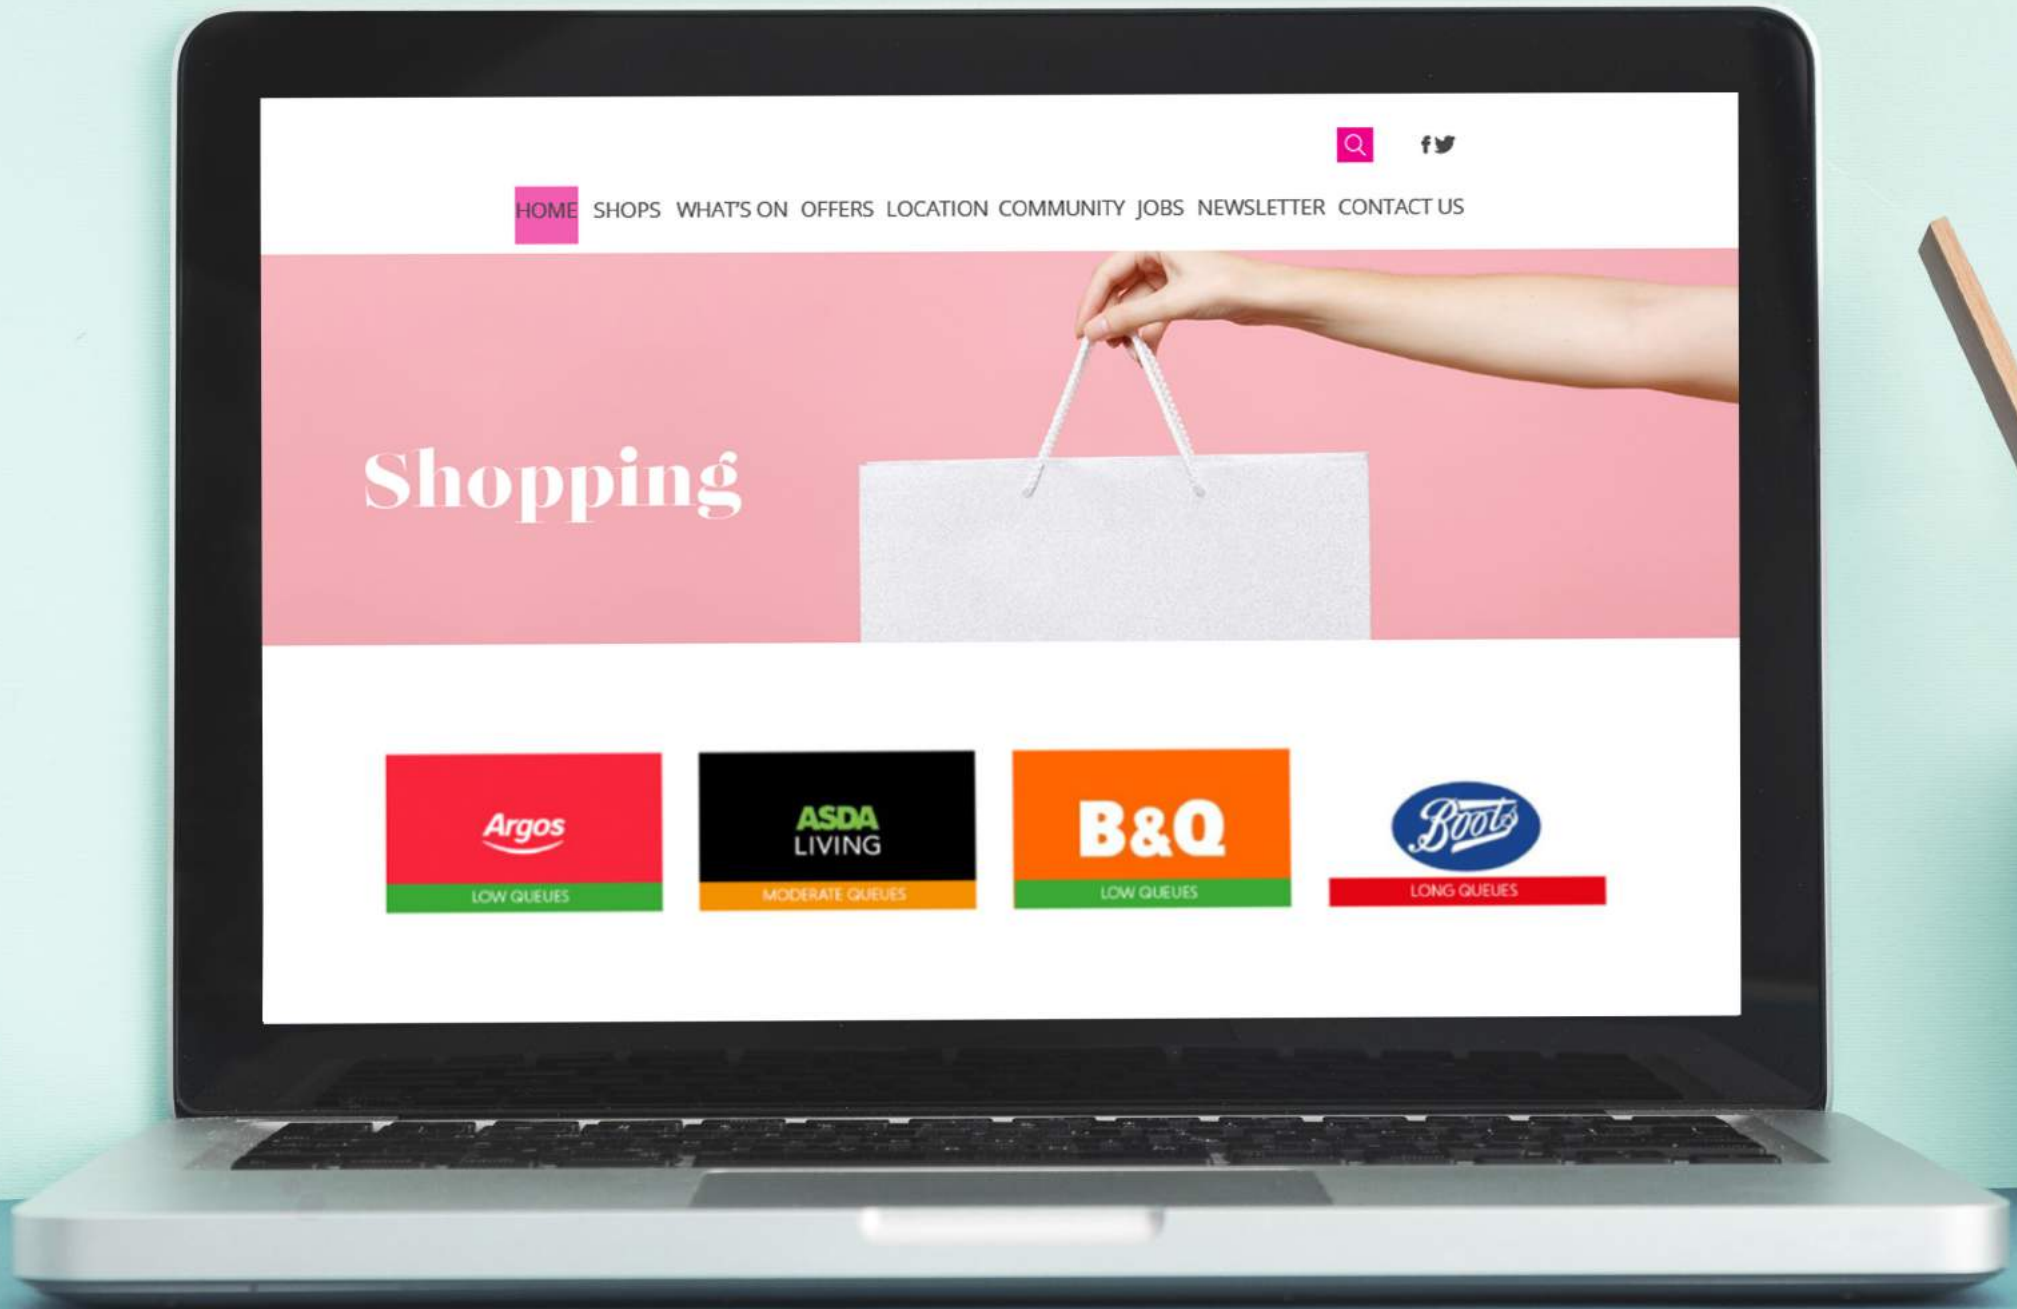 HOME SHOPS WHAT'S ON OFFERS LOCATION COMMUNITY JOBS NEWSLETTER CONTACT US
Shopping
Argos
LOW QUEUES
ASDA
LIVING
MODERATE QUEUES
B&Q
LOW QUEUES
Boots
LONG QUEUES